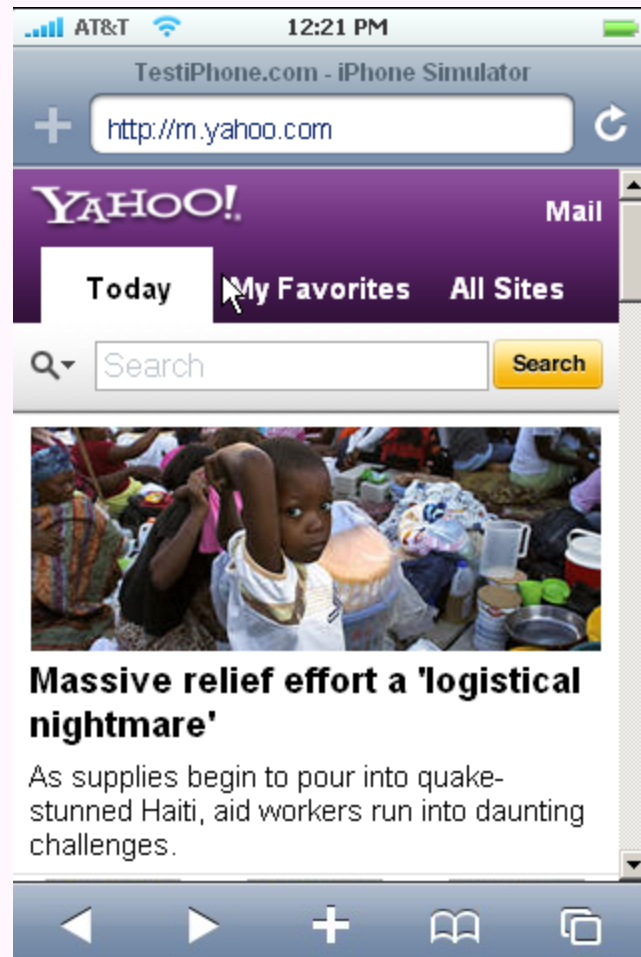 AT&T 12:21 PM
TestiPhone.com - iPhone Simulator
http://m.yahoo.com
YAHOO! Mail
Today My Favorites All Sites
Search Search
Massive relief effort a 'logistical
nightmare'
As supplies begin to pour into quake-
stunned Haiti, aid workers run into daunting
challenges.